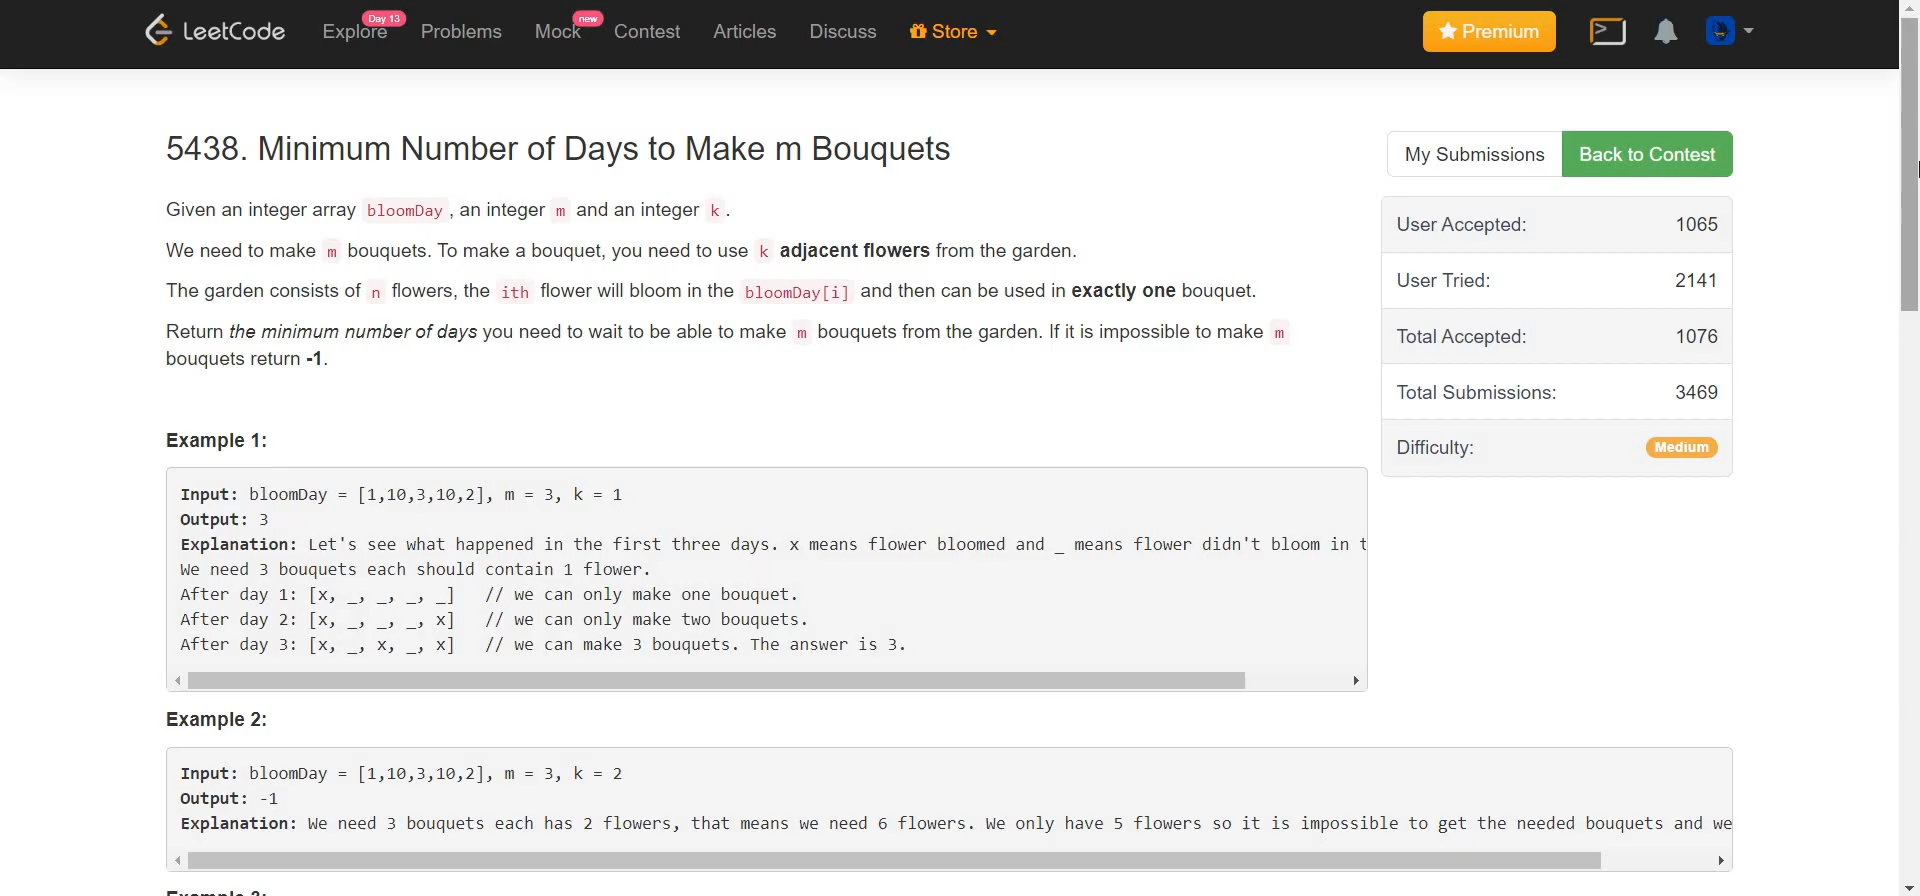 LeetCode Explore Day 13 Problems Mock new Contest Articles Discuss Store Premium
5438. Minimum Number of Days to Make m Bouquets
My Submissions Back to Contest
Given an integer array bloomDay, an integer m and an integer k.
We need to make m bouquets. To make a bouquet, you need to use k adjacent flowers from the garden.
The garden consists of n flowers, the ith flower will bloom in the bloomDay[i] and then can be used in exactly one bouquet.
Return the minimum number of days you need to wait to be able to make m bouquets from the garden. If it is impossible to make m
bouquets return -1.
User Accepted: 1065
User Tried: 2141
Total Accepted: 1076
Total Submissions: 3469
Difficulty: Medium
Example 1:
Input: bloomDay = [1,10,3,10,2], m = 3, k = 1
Output: 3
Explanation: Let's see what happened in the first three days. x means flower bloomed and _ means flower didn't bloom in t
We need 3 bouquets each should contain 1 flower.
After day 1: [x, _, _, _, _]   // we can only make one bouquet.
After day 2: [x, _, _, _, x]   // we can only make two bouquets.
After day 3: [x, _, x, _, x]   // we can make 3 bouquets. The answer is 3.
Example 2:
Input: bloomDay = [1,10,3,10,2], m = 3, k = 2
Output: -1
Explanation: We need 3 bouquets each has 2 flowers, that means we need 6 flowers. We only have 5 flowers so it is impossible to get the needed bouquets and we